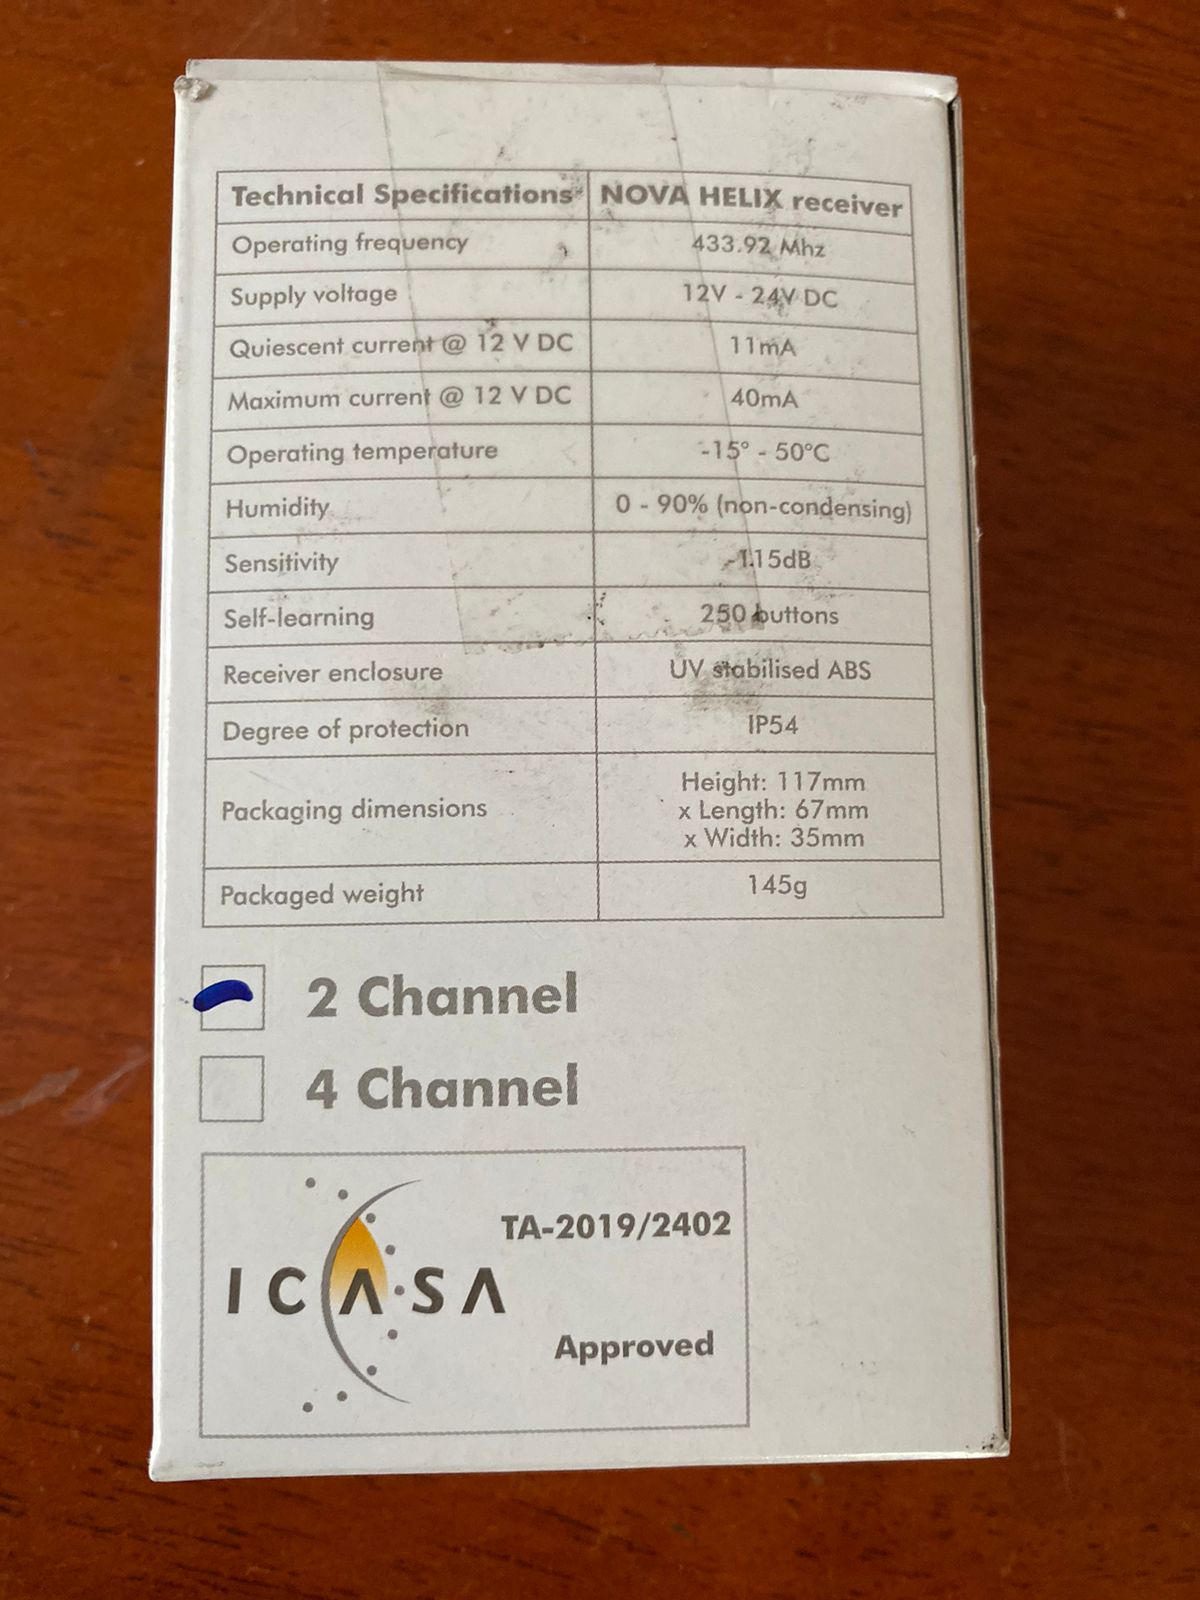 Technical Specifications NOVA HELIX receiver
Operating frequency 433.92 Mhz
Supply voltage 12V - 24V DC
Quiescent current @ 12 V DC 11mA
Maximum current @ 12 V DC 40mA
Operating temperature -15° - 50°C
Humidity 0 - 90% (non-condensing)
Sensitivity -115dB
Self-learning 250 buttons
Receiver enclosure UV stabilised ABS
Degree of protection IP54
Packaging dimensions Height: 117mm
x Length: 67mm
x Width: 35mm
Packaged weight 145g
2 Channel
4 Channel
TA-2019/2402
ICASA
Approved